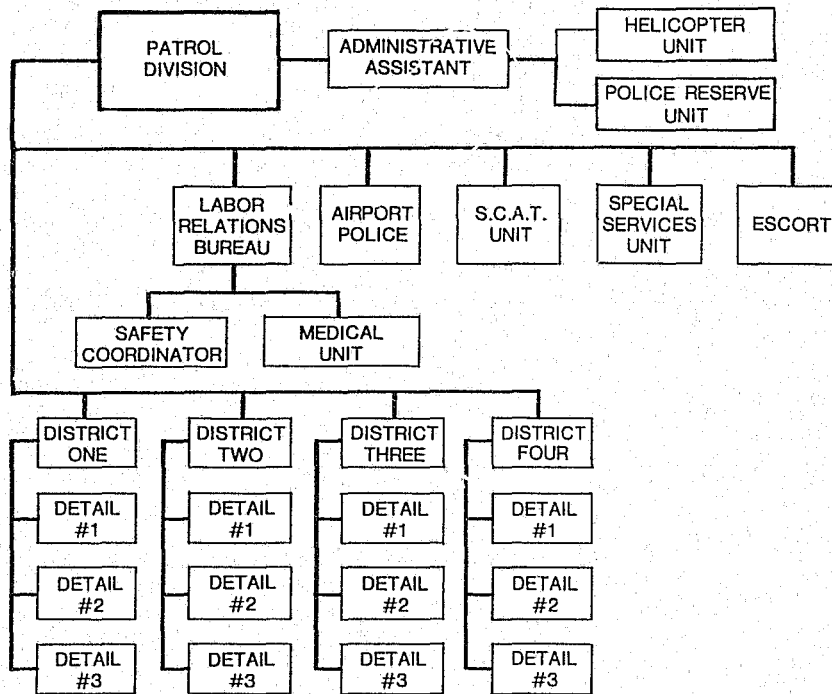 PATROL
DIVISION
ADMINISTRATIVE
ASSISTANT
HELICOPTER
UNIT
POLICE RESERVE
UNIT
LABOR
RELATIONS
BUREAU
AIRPORT
POLICE
S.C.A.T.
UNIT
SPECIAL
SERVICES
UNIT
ESCORT
SAFETY
COORDINATOR
MEDICAL
UNIT
DISTRICT
ONE
DISTRICT
TWO
DISTRICT
THREE
DISTRICT
FOUR
DETAIL
#1
DETAIL
#1
DETAIL
#1
DETAIL
#1
DETAIL
#2
DETAIL
#2
DETAIL
#2
DETAIL
#2
DETAIL
#3
DETAIL
#3
DETAIL
#3
DETAIL
#3